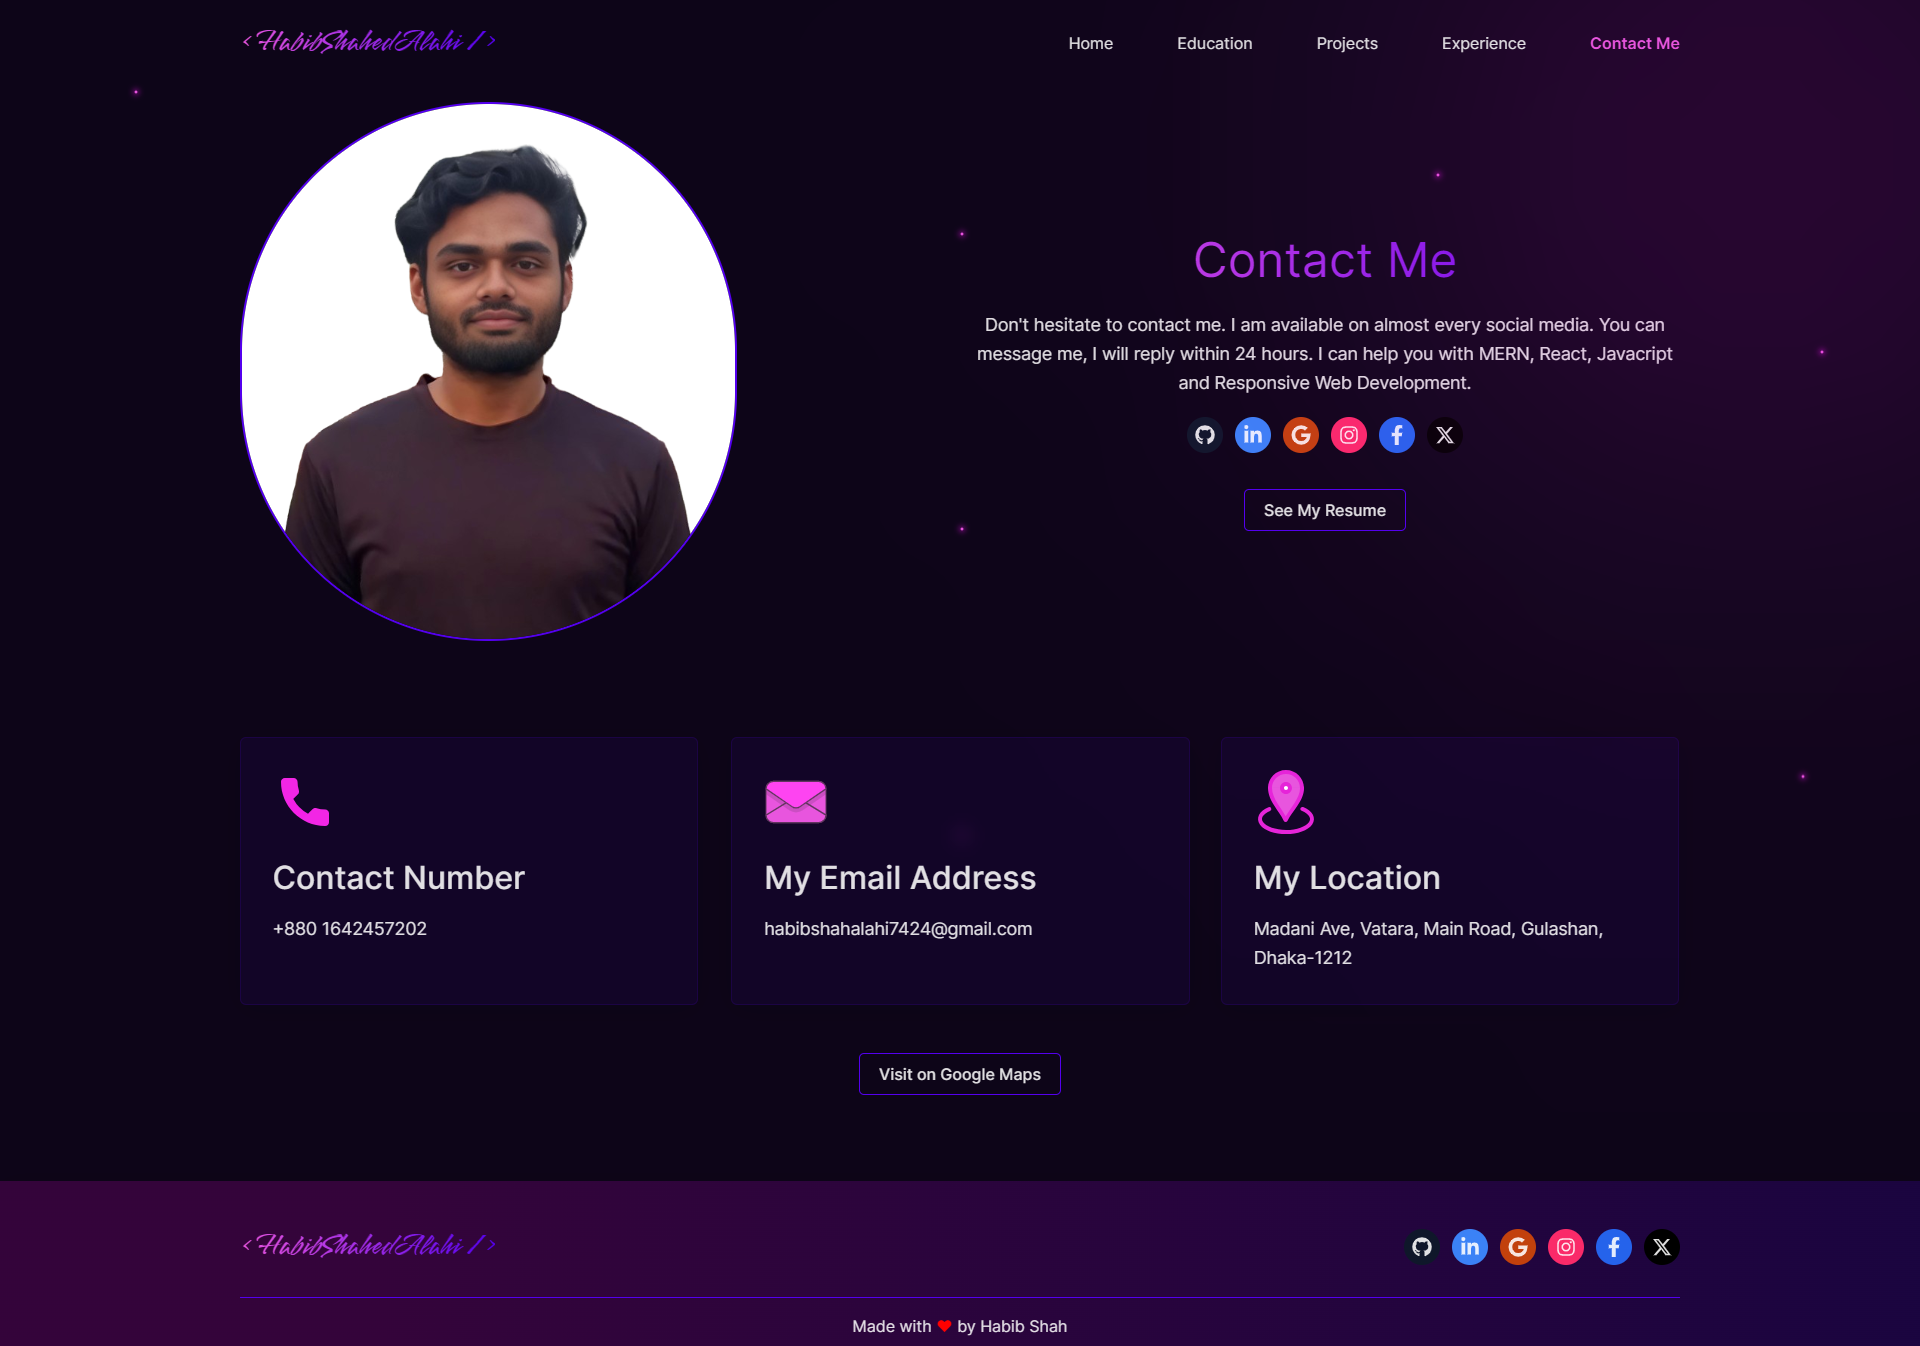 <HabibShahedAlahi />
Home Education Projects Experience Contact Me
Contact Me
Don't hesitate to contact me. I am available on almost every social media. You can
message me, I will reply within 24 hours. I can help you with MERN, React, Javacript
and Responsive Web Development.
See My Resume
Contact Number
+880 1642457202
My Email Address
habibshahalahi7424@gmail.com
My Location
Madani Ave, Vatara, Main Road, Gulashan,
Dhaka-1212
Visit on Google Maps
<HabibShahedAlahi />
Made with ❤ by Habib Shah